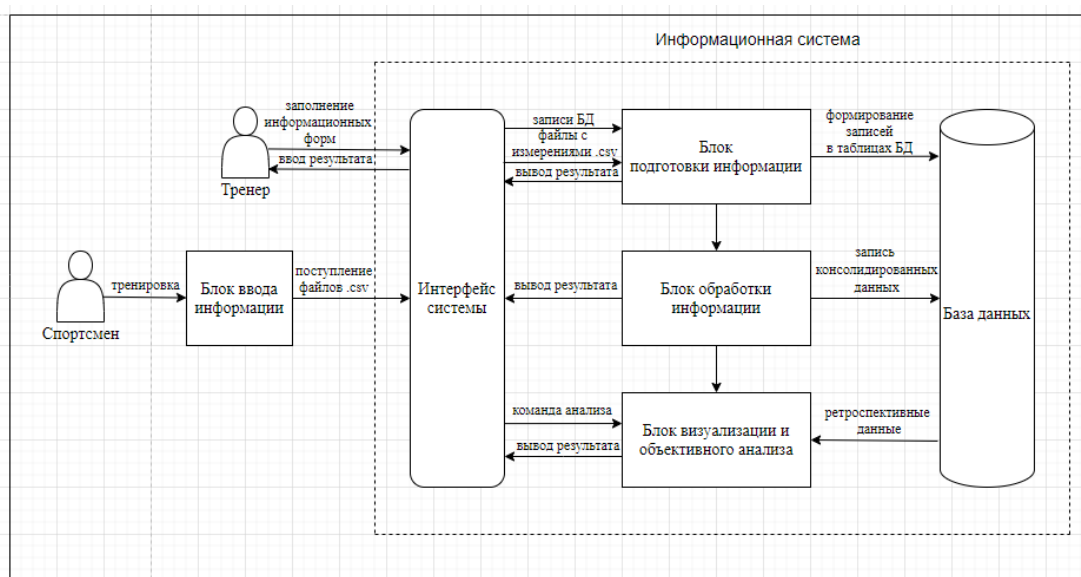 Информационная система
заполнение
информационных
форм
ввод результата
Тренер
записи БД
файлы с
измерениями .csv
вывод результата
Блок
подготовки информации
формирование
записей
в таблицах БД
Спортсмен
тренировка
Блок ввода
информации
поступление
файлов .csv
Интерфейс
системы
вывод результата
Блок обработки
информации
запись
консолидированных
данных
База данных
команда анализа
вывод результата
Блок визуализации и
объективного анализа
ретроспективные
данные